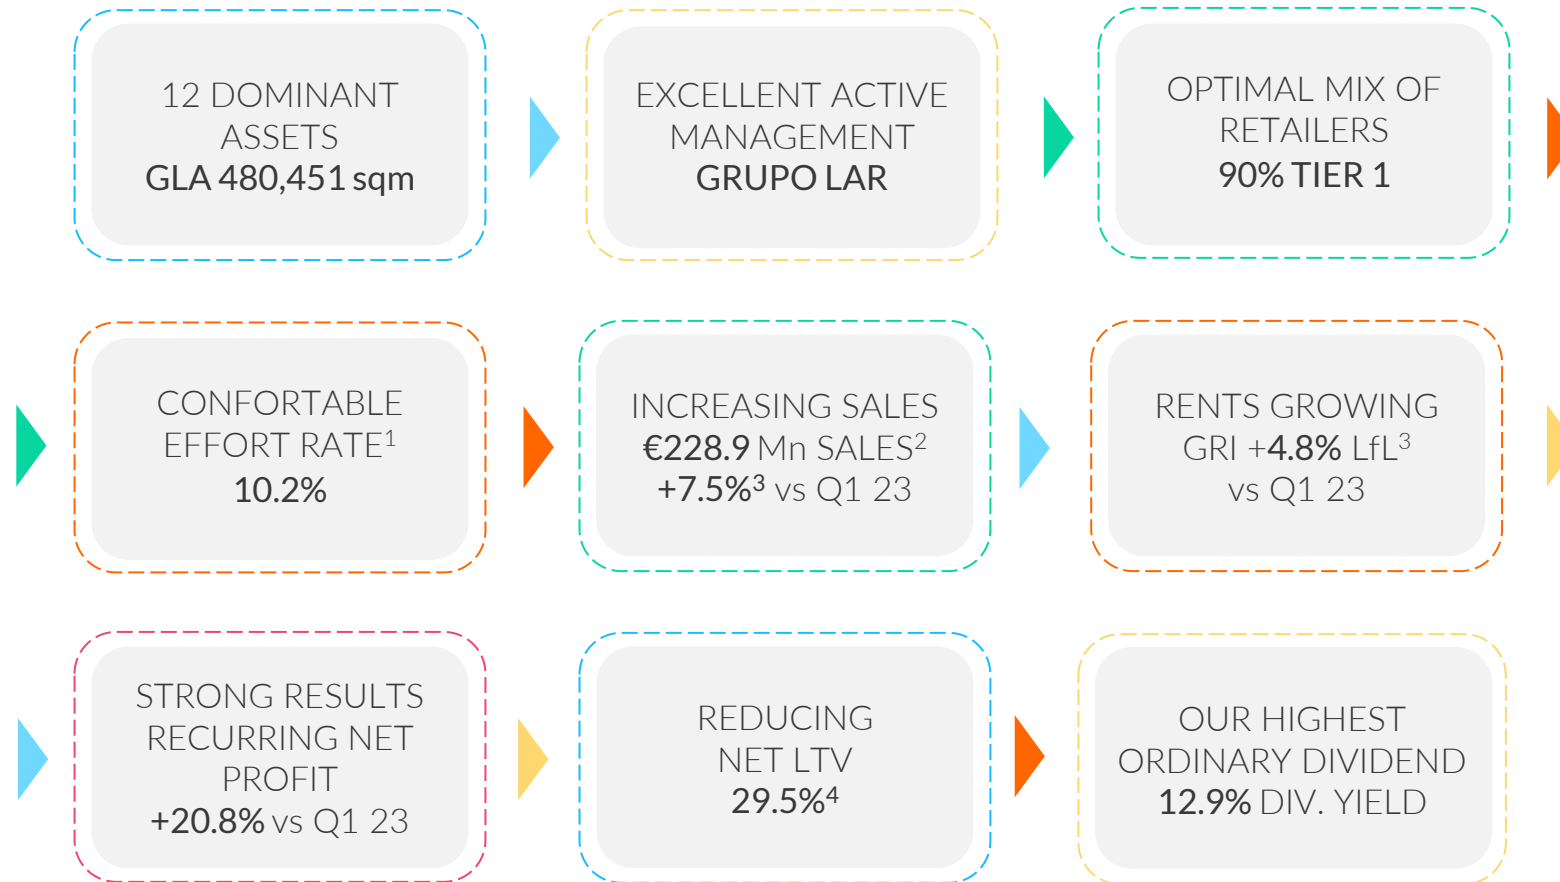 12 DOMINANT
ASSETS
GLA 480,451 sqm
EXCELLENT ACTIVE
MANAGEMENT
GRUPO LAR
OPTIMAL MIX OF
RETAILERS
90% TIER 1
CONFORTABLE
EFFORT RATE¹
10.2%
INCREASING SALES
€228.9 Mn SALES²
+7.5%³ vs Q1 23
RENTS GROWING
GRI +4.8% LfL³
vs Q1 23
STRONG RESULTS
RECURRING NET
PROFIT
+20.8% vs Q1 23
REDUCING
NET LTV
29.5%⁴
OUR HIGHEST
ORDINARY DIVIDEND
12.9% DIV. YIELD